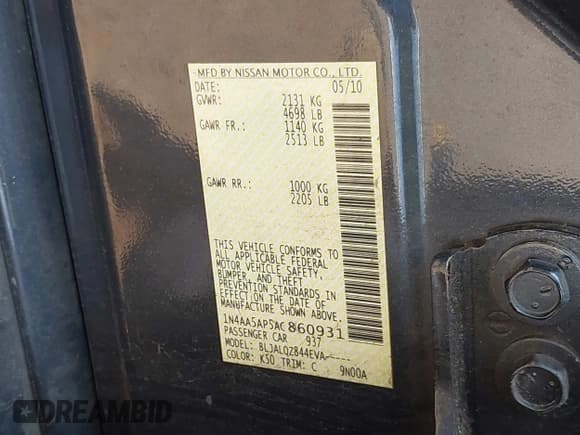 MFD BY NISSAN MOTOR CO., LTD.
DATE: 05/10
GVWR: 2131 KG
4698 LB
GAWR FR.: 1140 KG
2513 LB
GAWR RR.: 1000 KG
2205 LB
THIS VEHICLE CONFORMS TO
ALL APPLICABLE FEDERAL
MOTOR VEHICLE SAFETY,
BUMPER, AND THEFT
PREVENTION STANDARDS IN
EFFECT ON THE DATE OF
MANUFACTURE SHOWN ABOVE.
1N4AA5AP5AC860931
PASSENGER CAR 937
MODEL: BLJALQZ844EVA-----
COLOR: K50 TRIM: C 9N00A
DREAMBID